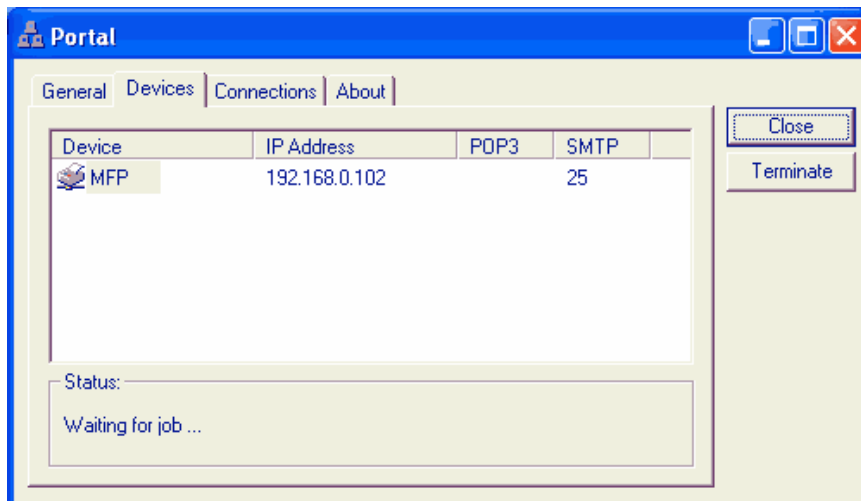 Portal
General Devices Connections About
Close
Terminate
Device IP Address POP3 SMTP
MFP 192.168.0.102 25
Status:
Waiting for job ...